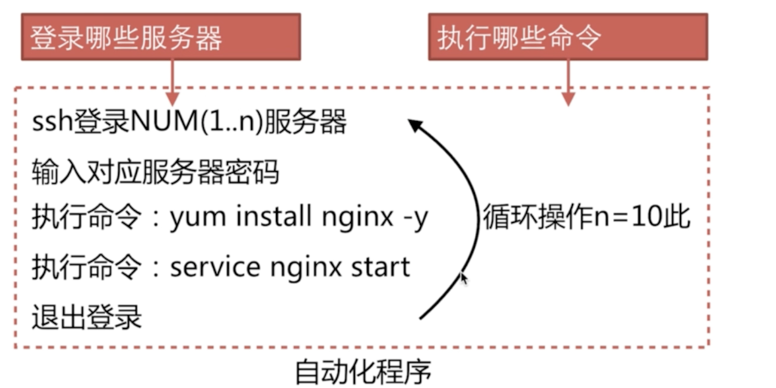 登录哪些服务器
执行哪些命令
ssh登录NUM(1..n)服务器
输入对应服务器密码
执行命令：yum install nginx -y
循环操作n=10此
执行命令：service nginx start
退出登录
自动化程序